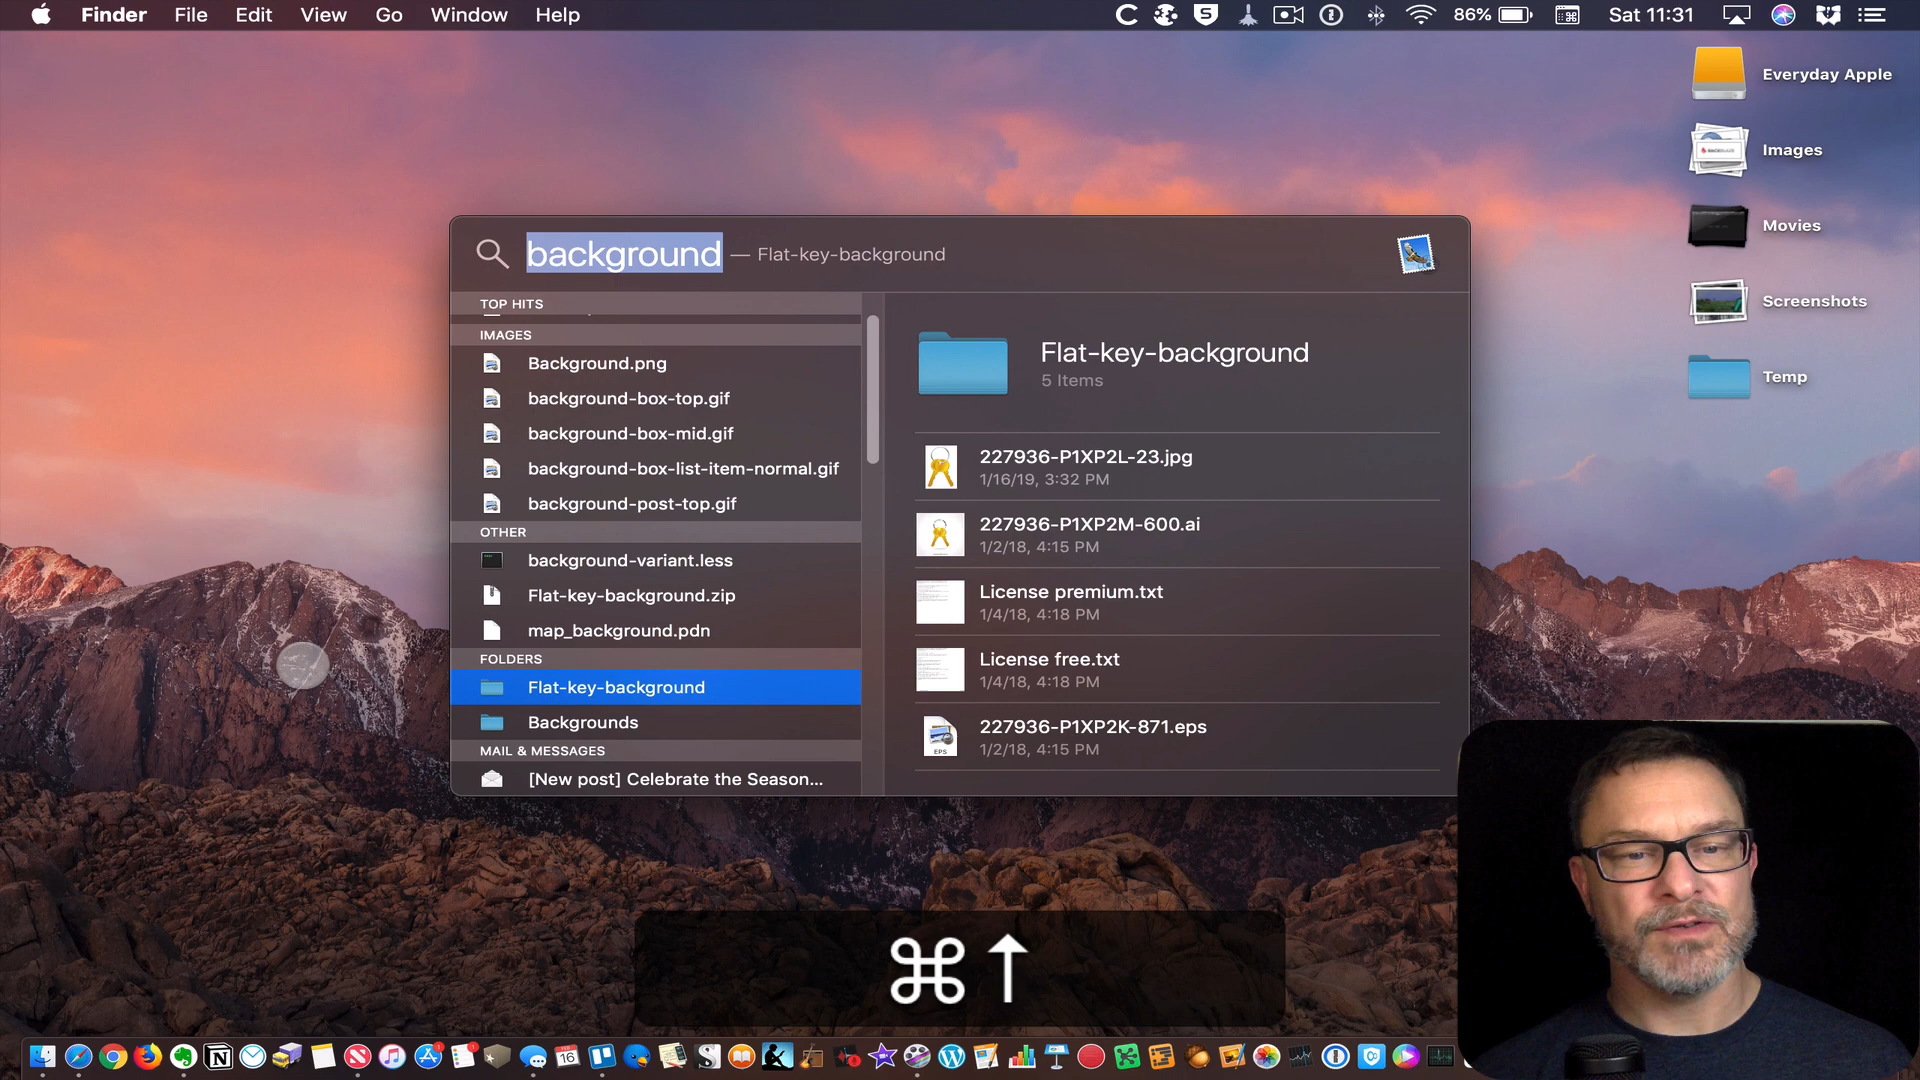 Finder File Edit View Go Window Help
86% Sat 11:31
Everyday Apple
Images
Movies
Screenshots
Temp
background — Flat-key-background
TOP HITS
IMAGES
Background.png
background-box-top.gif
background-box-mid.gif
background-box-list-item-normal.gif
background-post-top.gif
OTHER
background-variant.less
Flat-key-background.zip
map_background.pdn
FOLDERS
Flat-key-background
Backgrounds
MAIL & MESSAGES
[New post] Celebrate the Season...
Flat-key-background
5 Items
227936-P1XP2L-23.jpg
1/16/19, 3:32 PM
227936-P1XP2M-600.ai
1/2/18, 4:15 PM
License premium.txt
1/4/18, 4:18 PM
License free.txt
1/4/18, 4:18 PM
EPS
227936-P1XP2K-871.eps
1/2/18, 4:15 PM
⌘ ↑